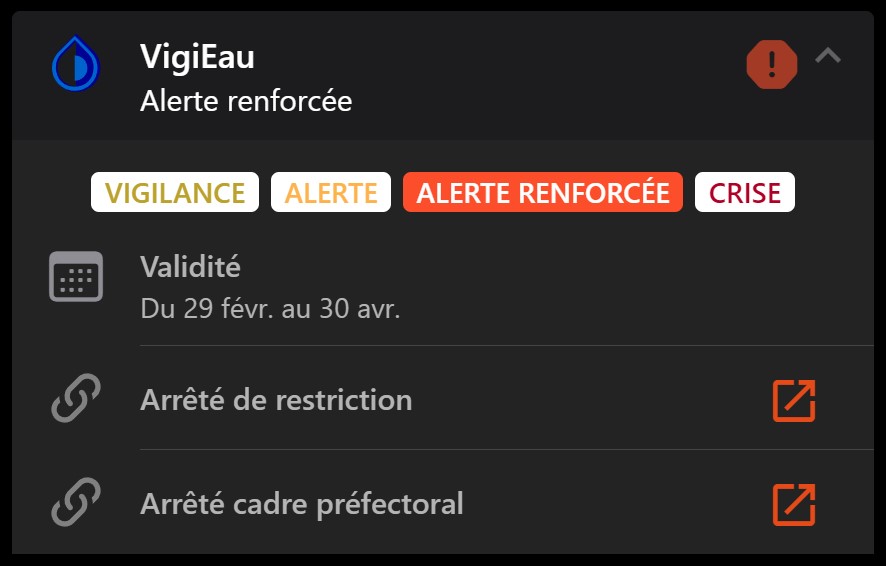 VigiEau
Alerte renforcée
VIGILANCE ALERTE ALERTE RENFORCÉE CRISE
Validité
Du 29 févr. au 30 avr.
Arrêté de restriction
Arrêté cadre préfectoral